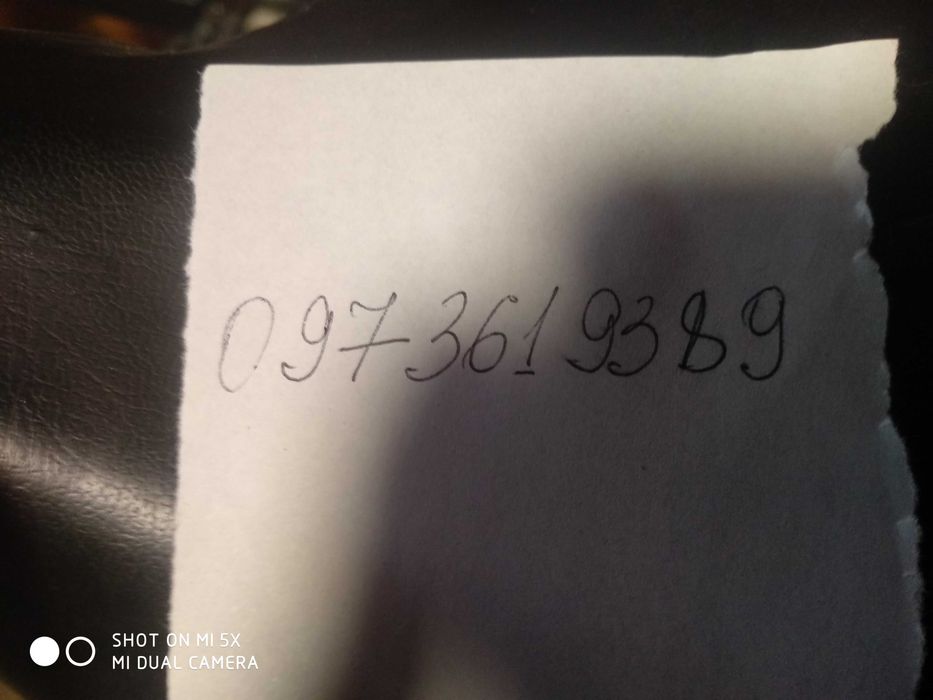 0973619389
SHOT ON MI 5X
MI DUAL CAMERA